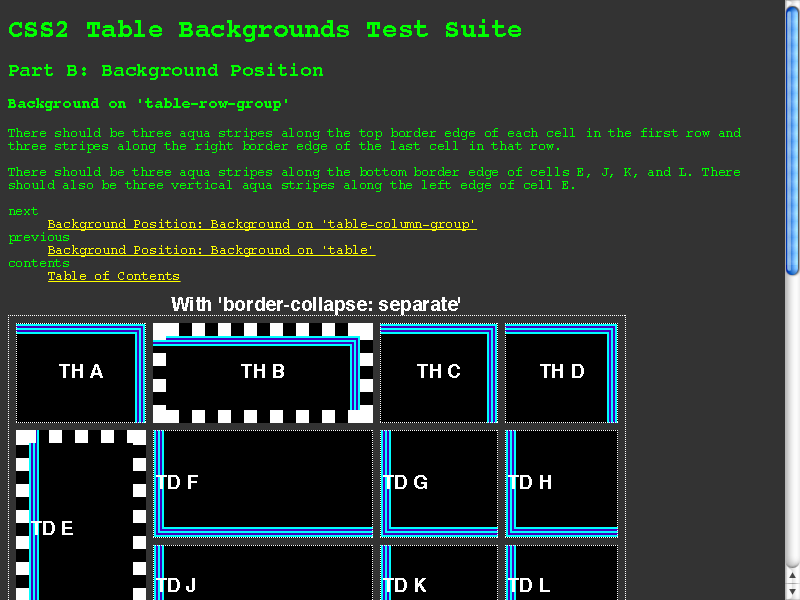 CSS2 Table Backgrounds Test Suite
Part B: Background Position
Background on 'table-row-group'
There should be three aqua stripes along the top border edge of each cell in the first row and
three stripes along the right border edge of the last cell in that row.
There should be three aqua stripes along the bottom border edge of cells E, J, K, and L. There
should also be three vertical aqua stripes along the left edge of cell E.
next
Background Position: Background on 'table-column-group'
previous
Background Position: Background on 'table'
contents
Table of Contents
With 'border-collapse: separate'
TH A TH B TH C TH D
TD F TD G TD H
TD E
TD J TD K TD L